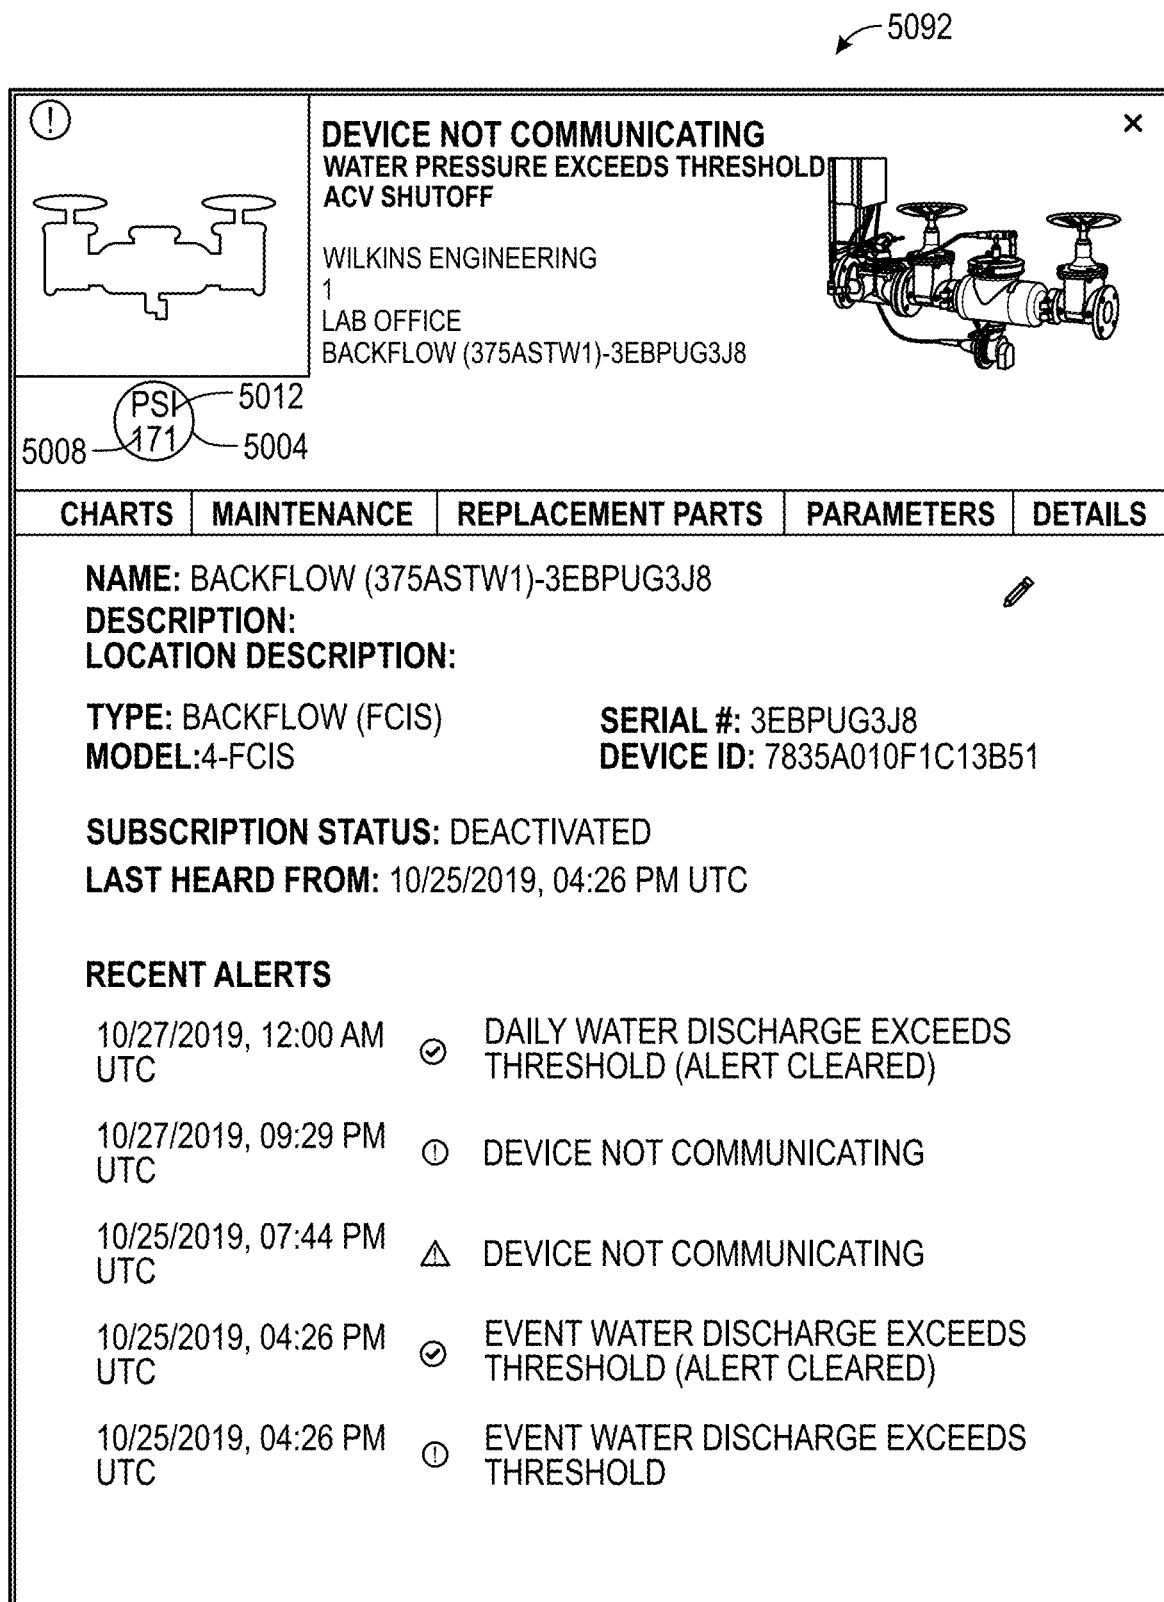 5092
DEVICE NOT COMMUNICATING
WATER PRESSURE EXCEEDS THRESHOLD
ACV SHUTOFF
WILKINS ENGINEERING
1
LAB OFFICE
BACKFLOW (375ASTW1)-3EBPUG3J8
PSI
5012
171
5008
5004
CHARTS MAINTENANCE REPLACEMENT PARTS PARAMETERS DETAILS
NAME: BACKFLOW (375ASTW1)-3EBPUG3J8
DESCRIPTION:
LOCATION DESCRIPTION:
TYPE: BACKFLOW (FCIS) SERIAL #: 3EBPUG3J8
MODEL:4-FCIS DEVICE ID: 7835A010F1C13B51
SUBSCRIPTION STATUS: DEACTIVATED
LAST HEARD FROM: 10/25/2019, 04:26 PM UTC
RECENT ALERTS
10/27/2019, 12:00 AM DAILY WATER DISCHARGE EXCEEDS
UTC THRESHOLD (ALERT CLEARED)
10/27/2019, 09:29 PM
UTC DEVICE NOT COMMUNICATING
10/25/2019, 07:44 PM
UTC DEVICE NOT COMMUNICATING
10/25/2019, 04:26 PM EVENT WATER DISCHARGE EXCEEDS
UTC THRESHOLD (ALERT CLEARED)
10/25/2019, 04:26 PM EVENT WATER DISCHARGE EXCEEDS
UTC THRESHOLD